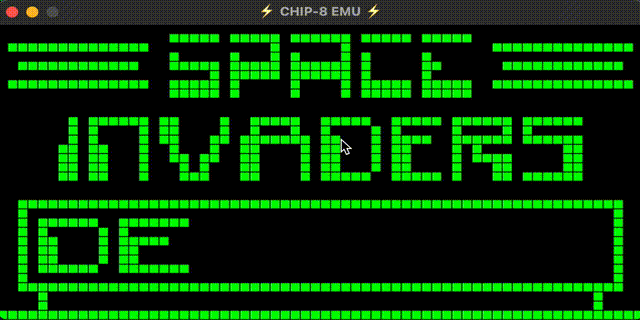 ⚡ CHIP-8 EMU ⚡
SPACE
INVADERS
DE